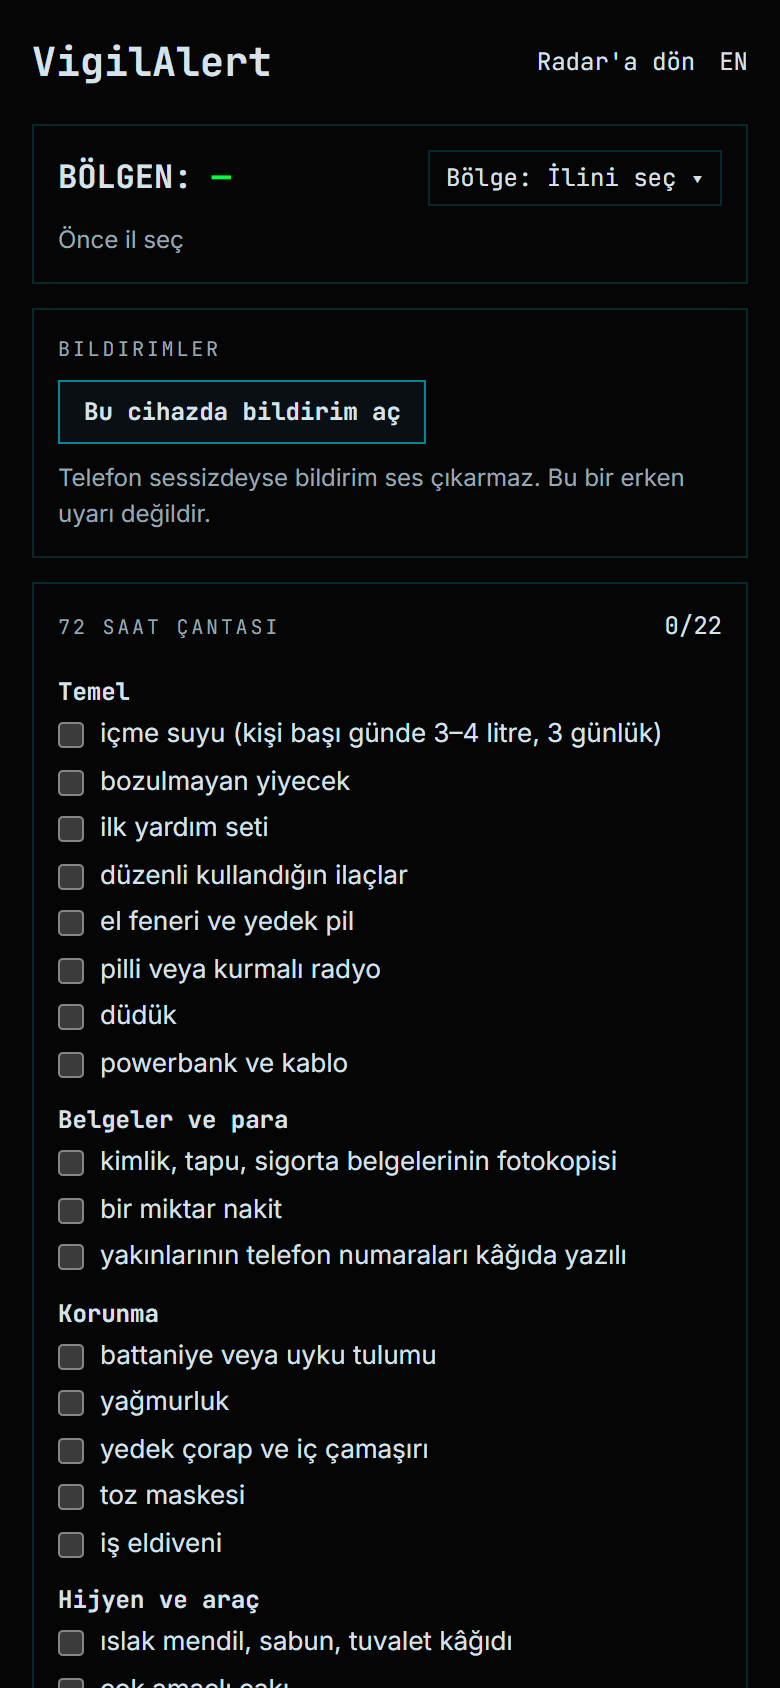 VigilAlert
Radar'a dön EN
BÖLGEN: —
Bölge: İlini seç ▾
Önce il seç
BILDIRIMLER
Bu cihazda bildirim aç
Telefon sessizdeyse bildirim ses çıkarmaz. Bu bir erken
uyarı değildir.
72 SAAT ÇANTASI 0/22
Temel
içme suyu (kişi başı günde 3–4 litre, 3 günlük)
bozulmayan yiyecek
ilk yardım seti
düzenli kullandığın ilaçlar
el feneri ve yedek pil
pilli veya kurmalı radyo
düdük
powerbank ve kablo
Belgeler ve para
kimlik, tapu, sigorta belgelerinin fotokopisi
bir miktar nakit
yakınlarının telefon numaraları kâğıda yazılı
Korunma
battaniye veya uyku tulumu
yağmurluk
yedek çorap ve iç çamaşırı
toz maskesi
iş eldiveni
Hijyen ve araç
ıslak mendil, sabun, tuvalet kâğıdı